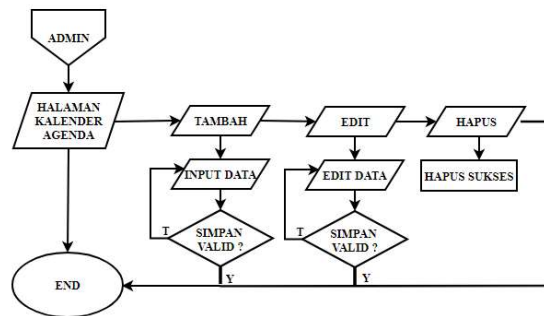 ADMIN
HALAMAN
KALENDER
AGENDA
TAMBAH
EDIT
HAPUS
INPUT DATA
EDIT DATA
HAPUS SUKSES
T
SIMPAN
VALID ?
T
SIMPAN
VALID ?
Y
Y
END